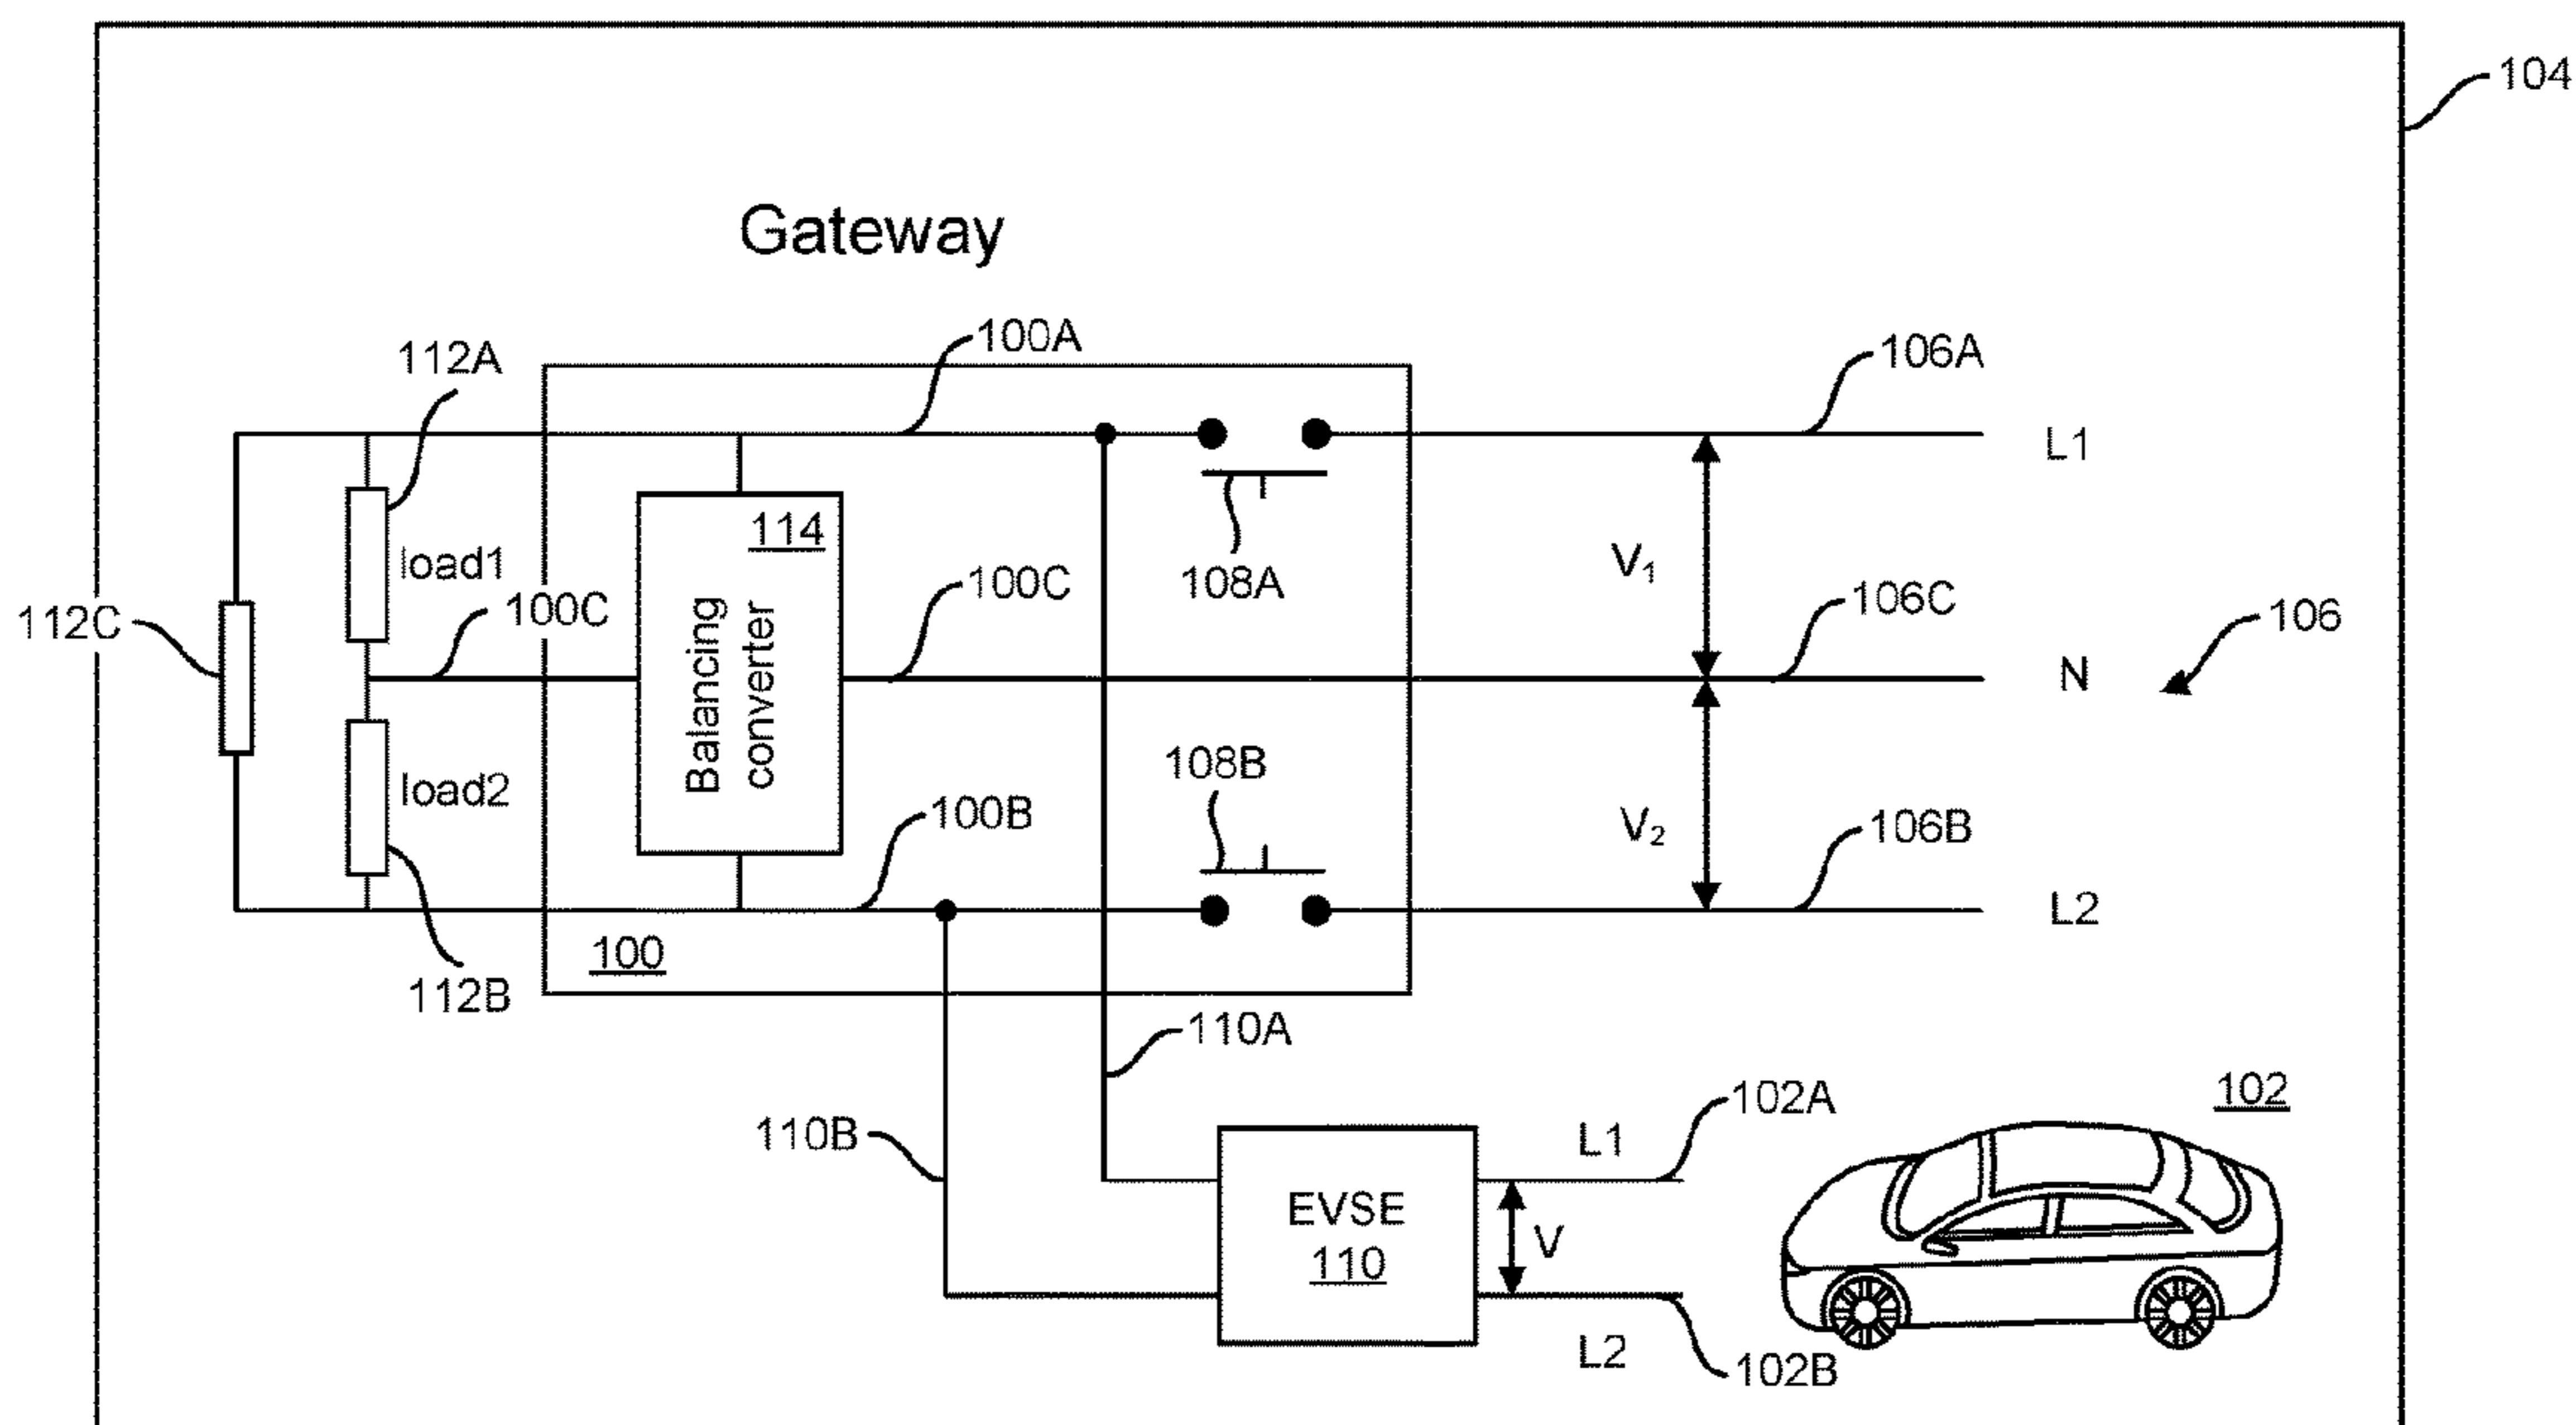 104
Gateway
100A
106A
112A
L1
114
load1
V₁
108A
100C
100C
106C
106
112C
Balancing
converter
N
108B
load2
100B
V₂
106B
L2
100
112B
110A
102A
102
110B
L1
EVSE
110
V
L2
102B